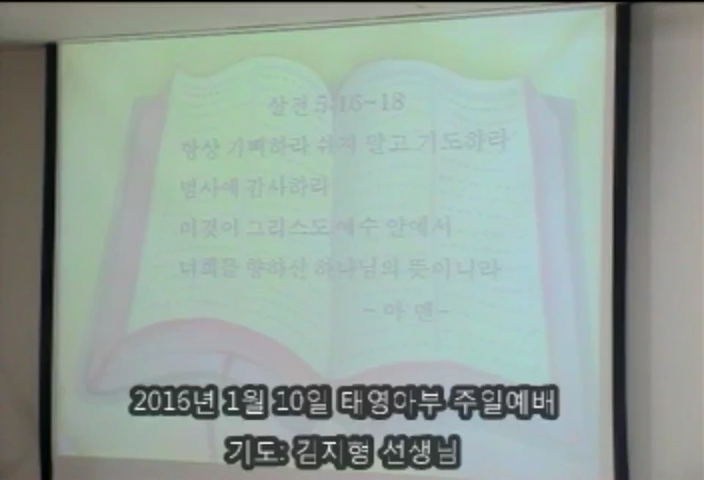 살전 5:16-18
항상 기뻐하라 쉬지 말고 기도하라
범사에 감사하라
이것이 그리스도 예수 안에서
너희를 향하신 하나님의 뜻이니라
- 아 멘 -
2016년 1월 10일 태영아부 주일예배
기도: 김지형 선생님